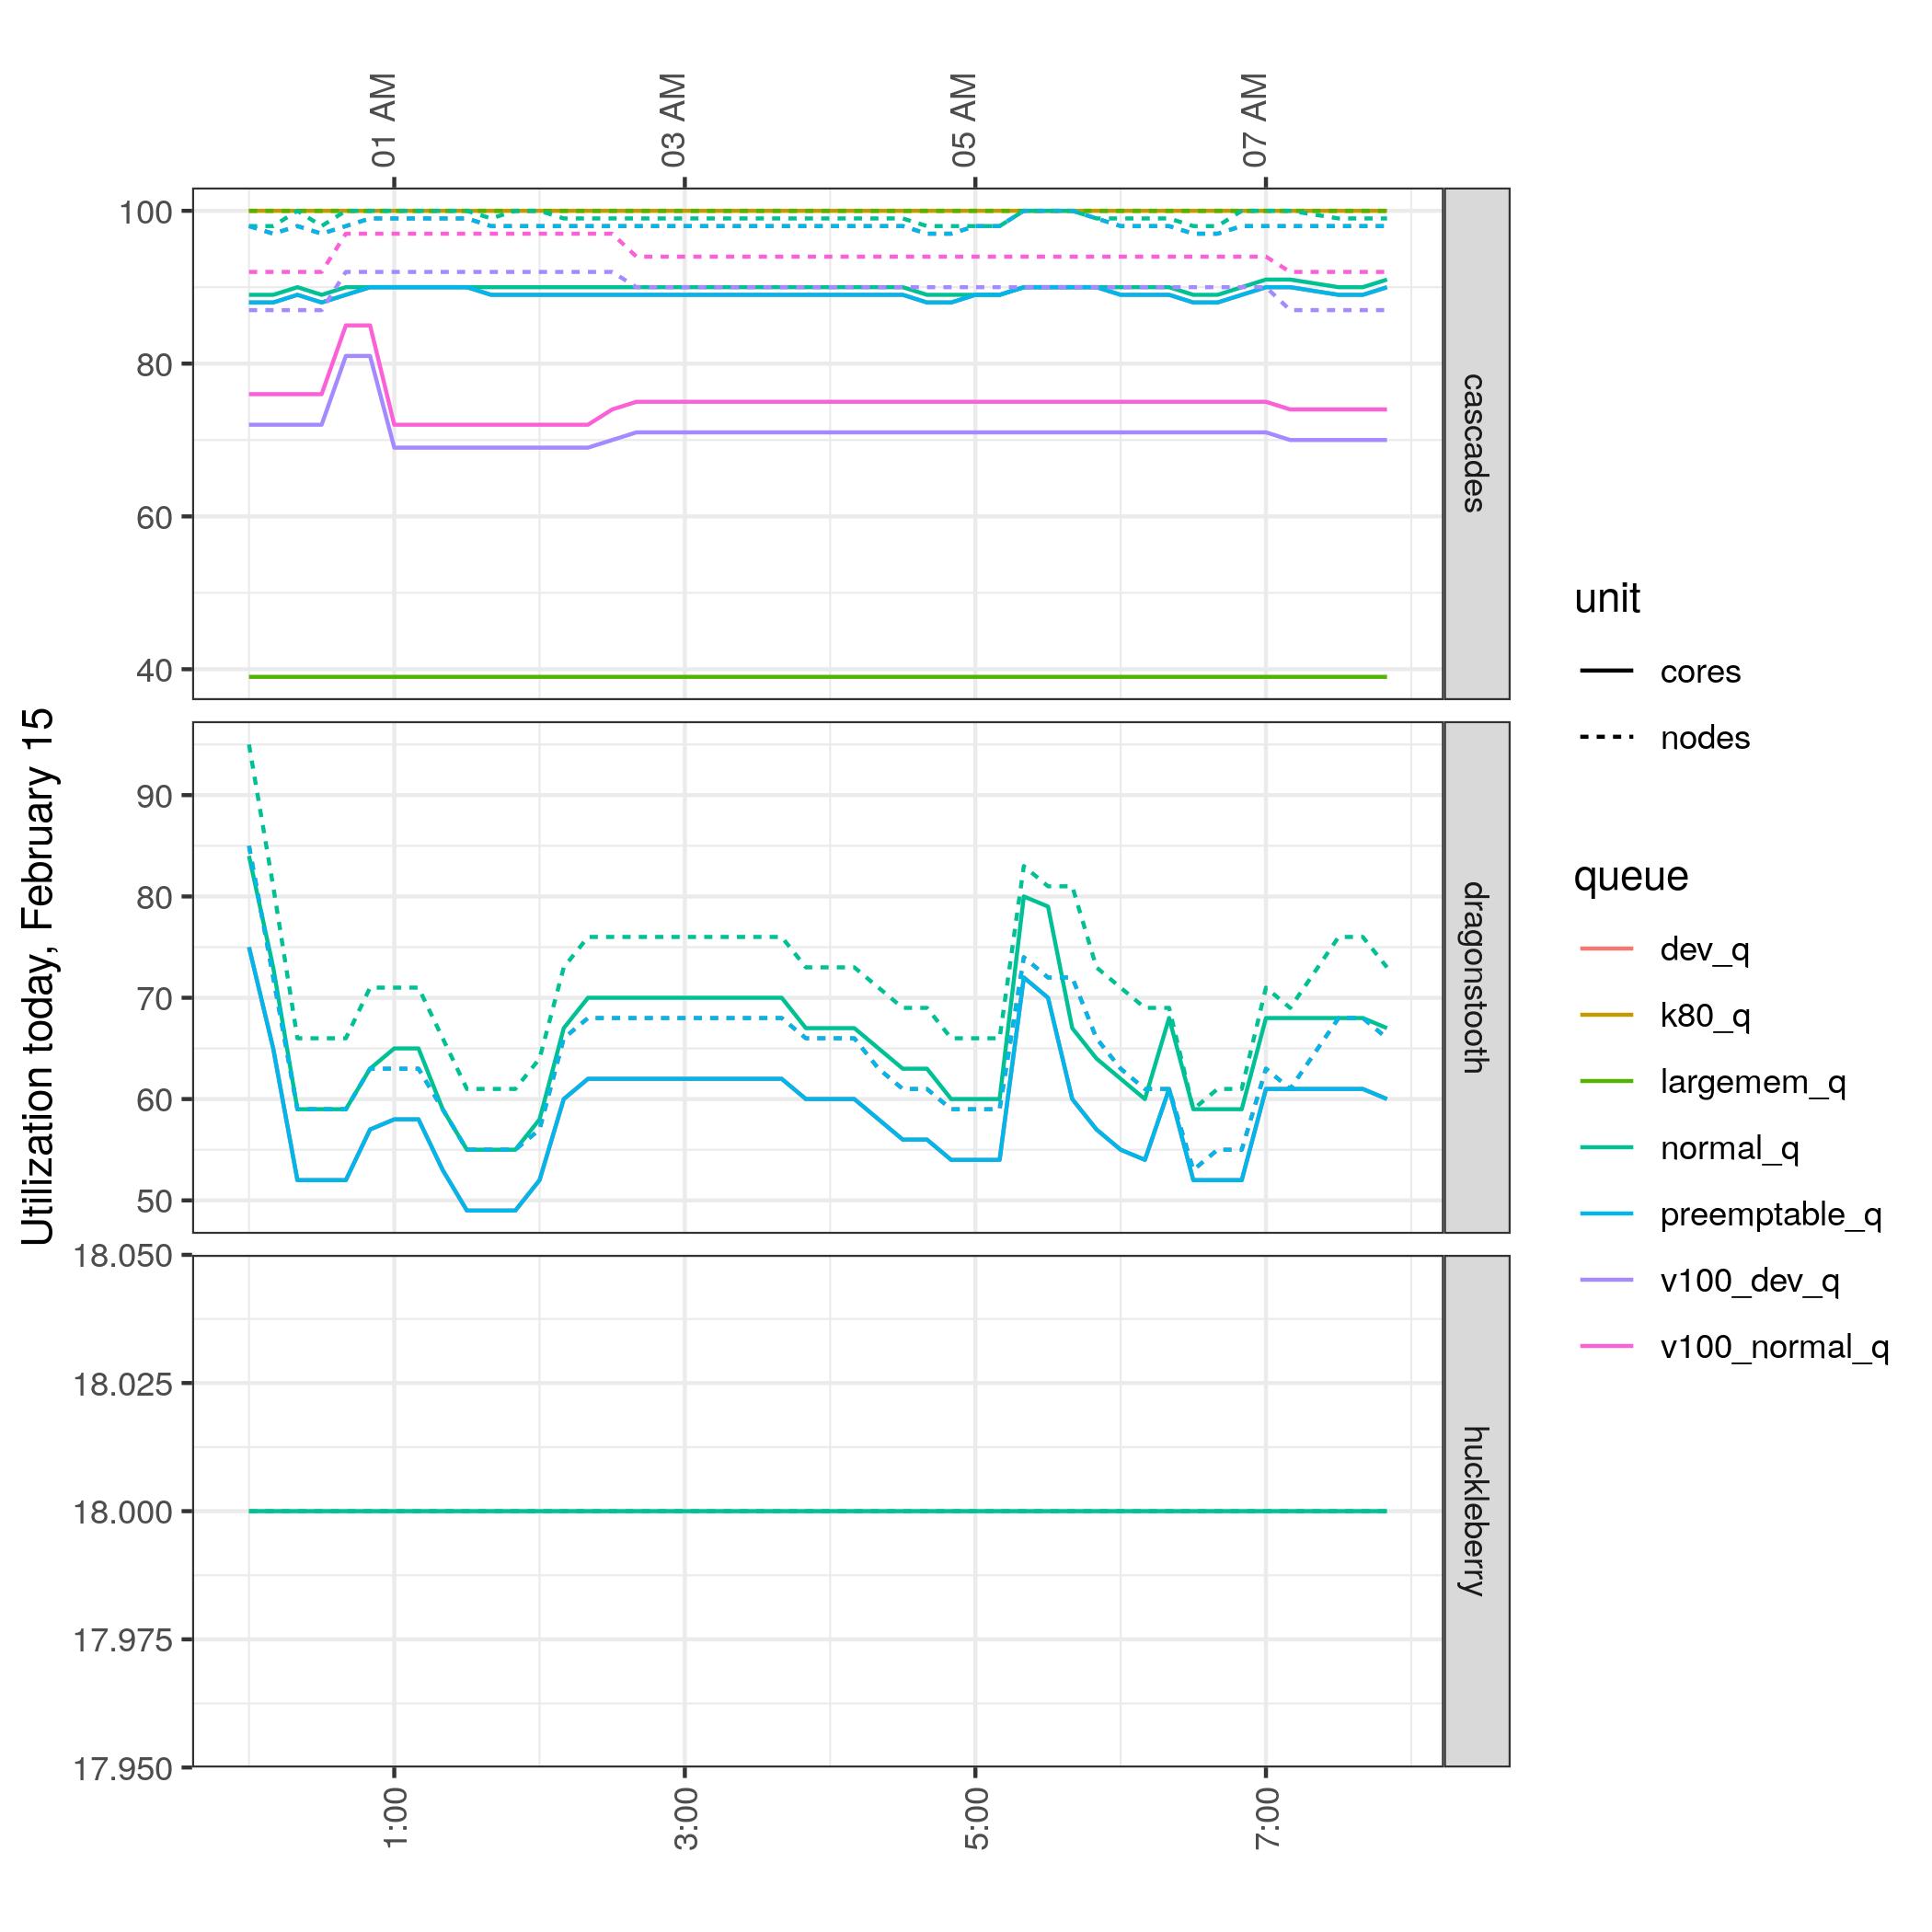 01 AM
03 AM
05 AM
07 AM
Utilization today, February 15
100
80
60
40
cascades
90
80
70
60
50
dragonstooth
18.050
18.025
18.000
17.975
17.950
huckleberry
1:00
3:00
5:00
7:00
unit
cores
nodes
queue
dev_q
k80_q
largemem_q
normal_q
preemptable_q
v100_dev_q
v100_normal_q